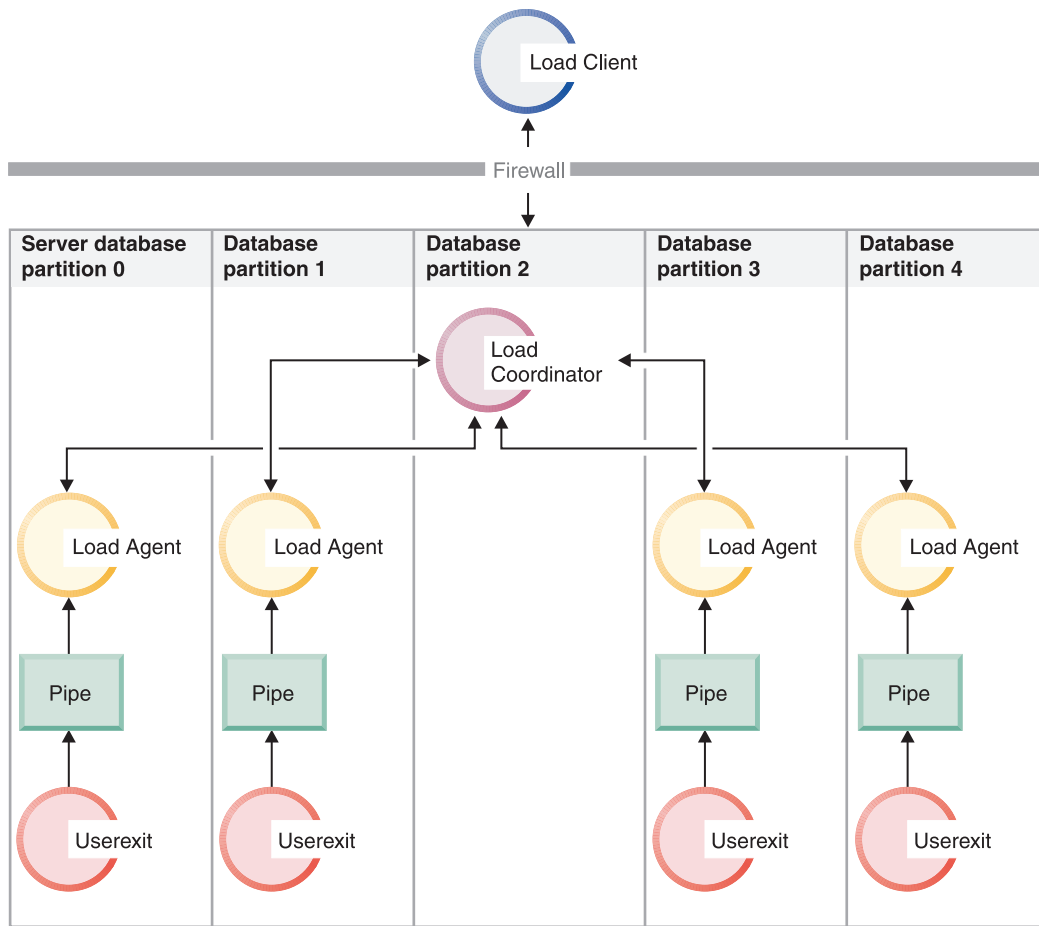 Load Client
Firewall
Server database
partition 0
Database
partition 1
Database
partition 2
Database
partition 3
Database
partition 4
Load
Coordinator
Load Agent
Load Agent
Load Agent
Load Agent
Pipe
Pipe
Pipe
Pipe
Userexit
Userexit
Userexit
Userexit